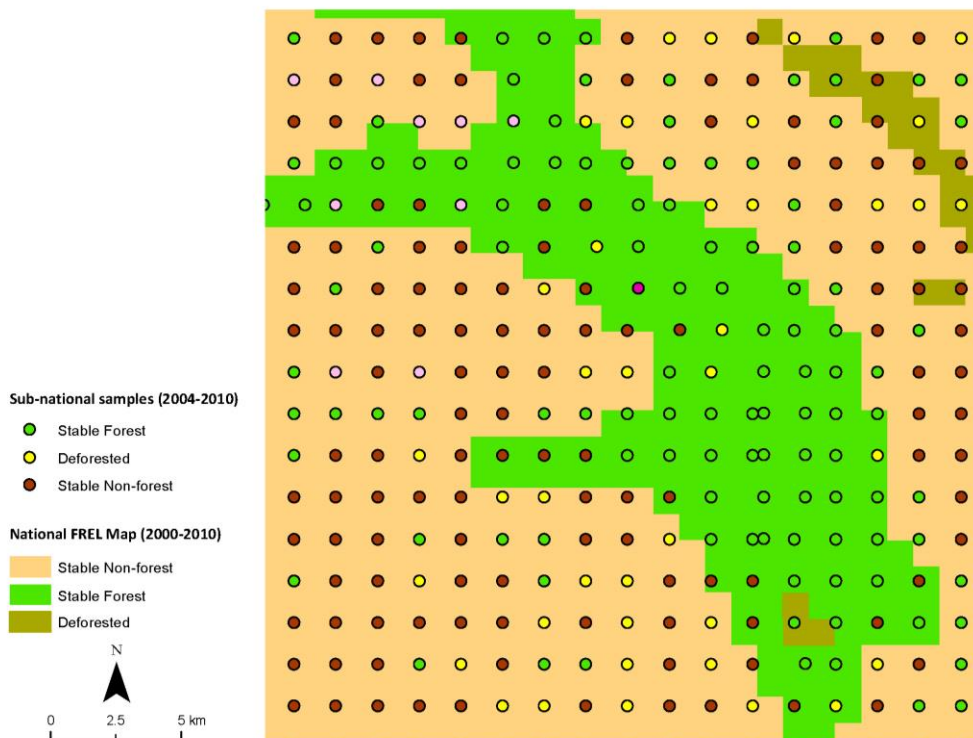 Sub-national samples (2004-2010)
Stable Forest
Deforested
Stable Non-forest
National FREL Map (2000-2010)
Stable Non-forest
Stable Forest
Deforested
N
0 2.5 5 km